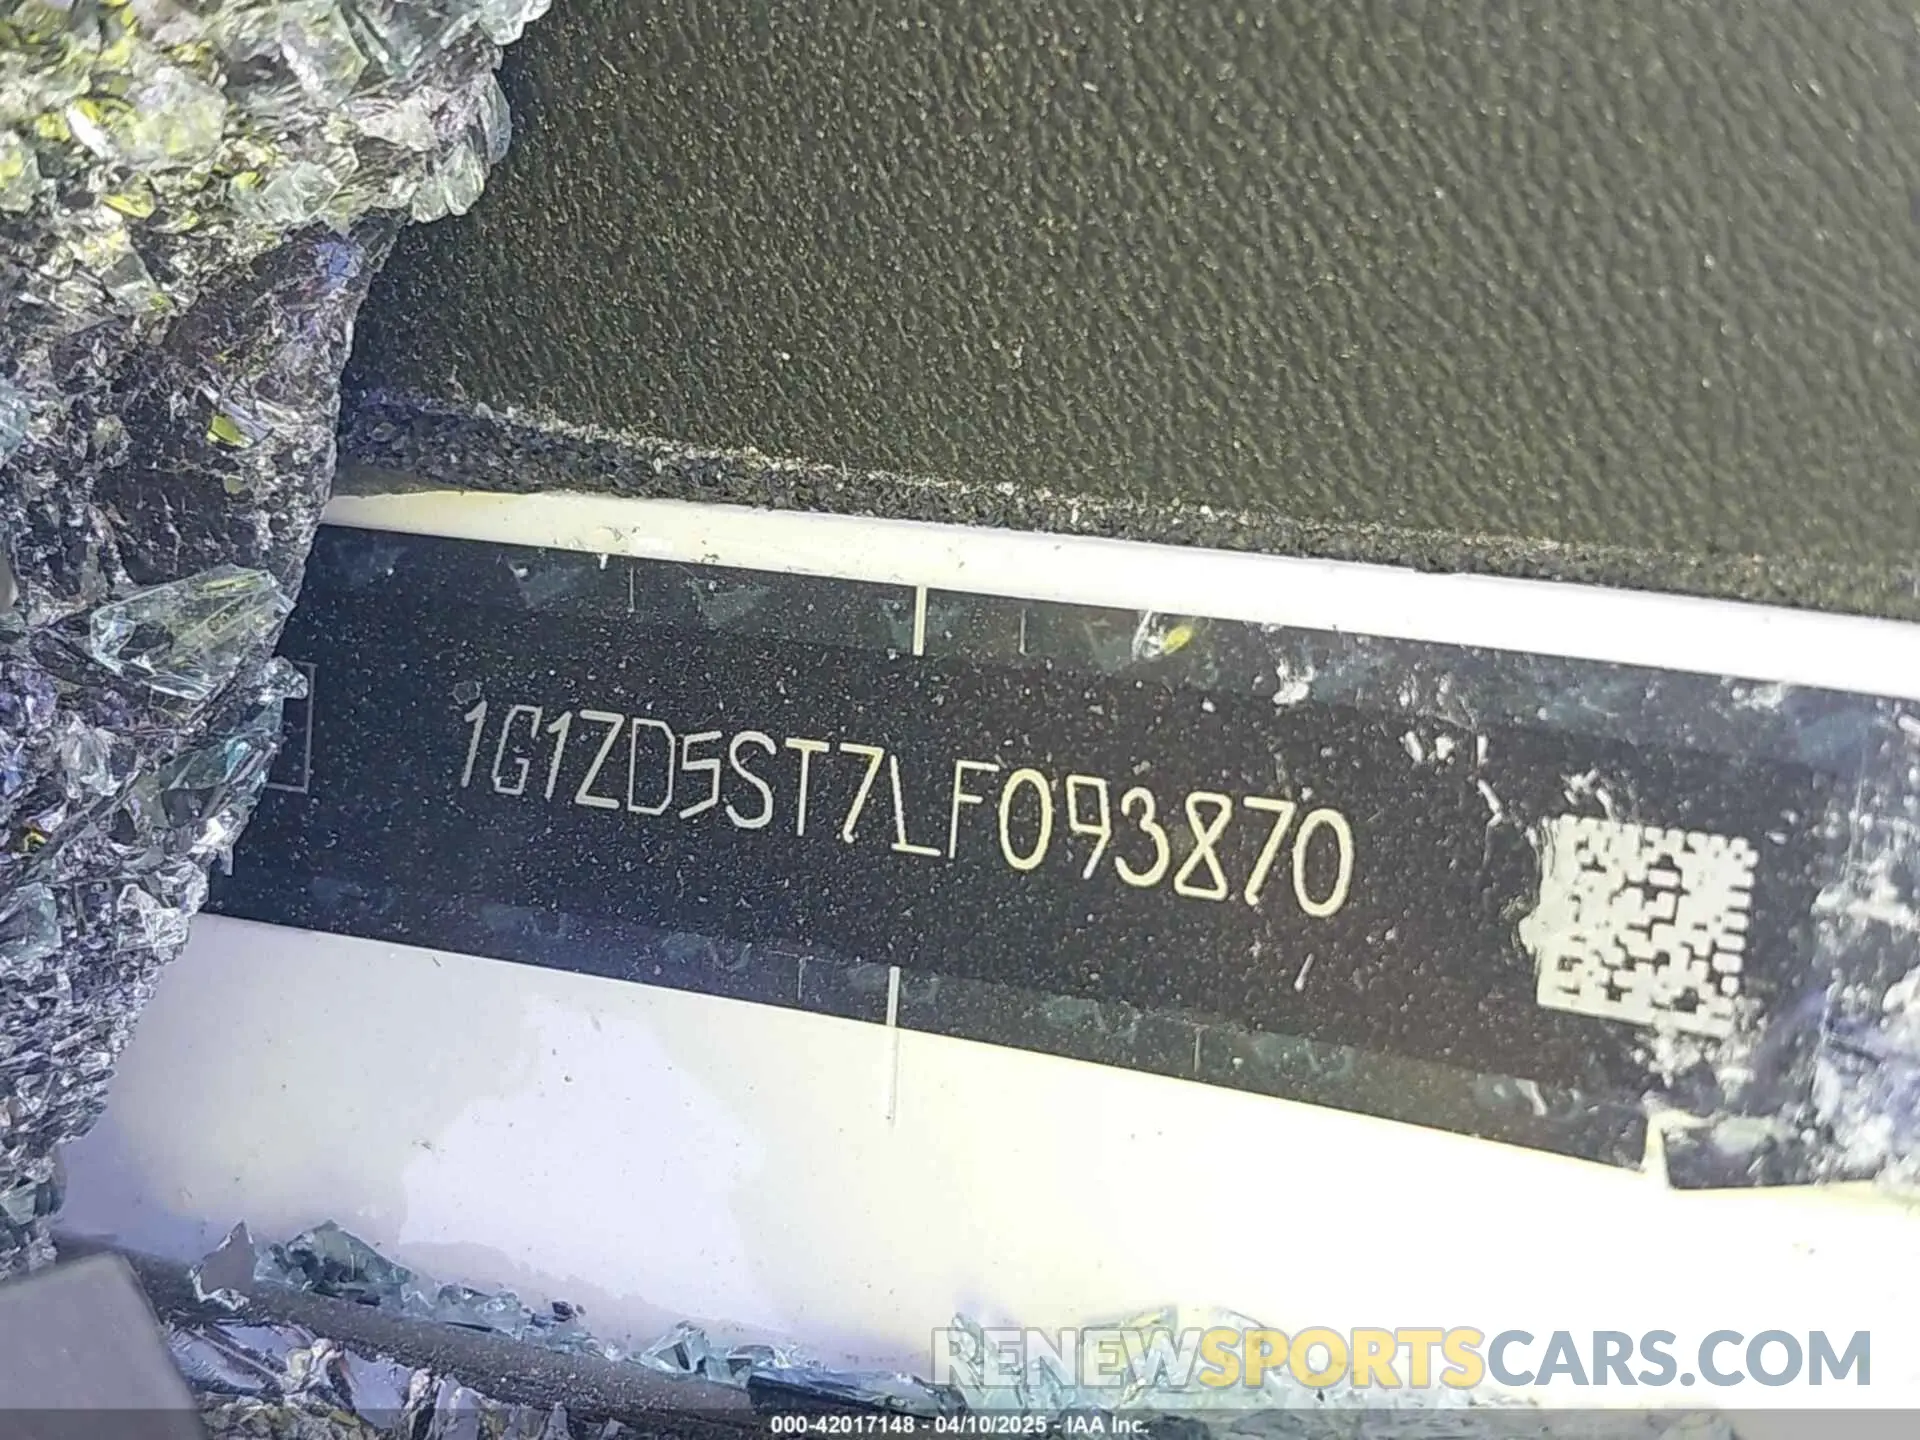 1G1ZD5ST7LF093870
RENEWSPORTSCARS.COM
000-42017148 - 04/10/2025 - IAA Inc.